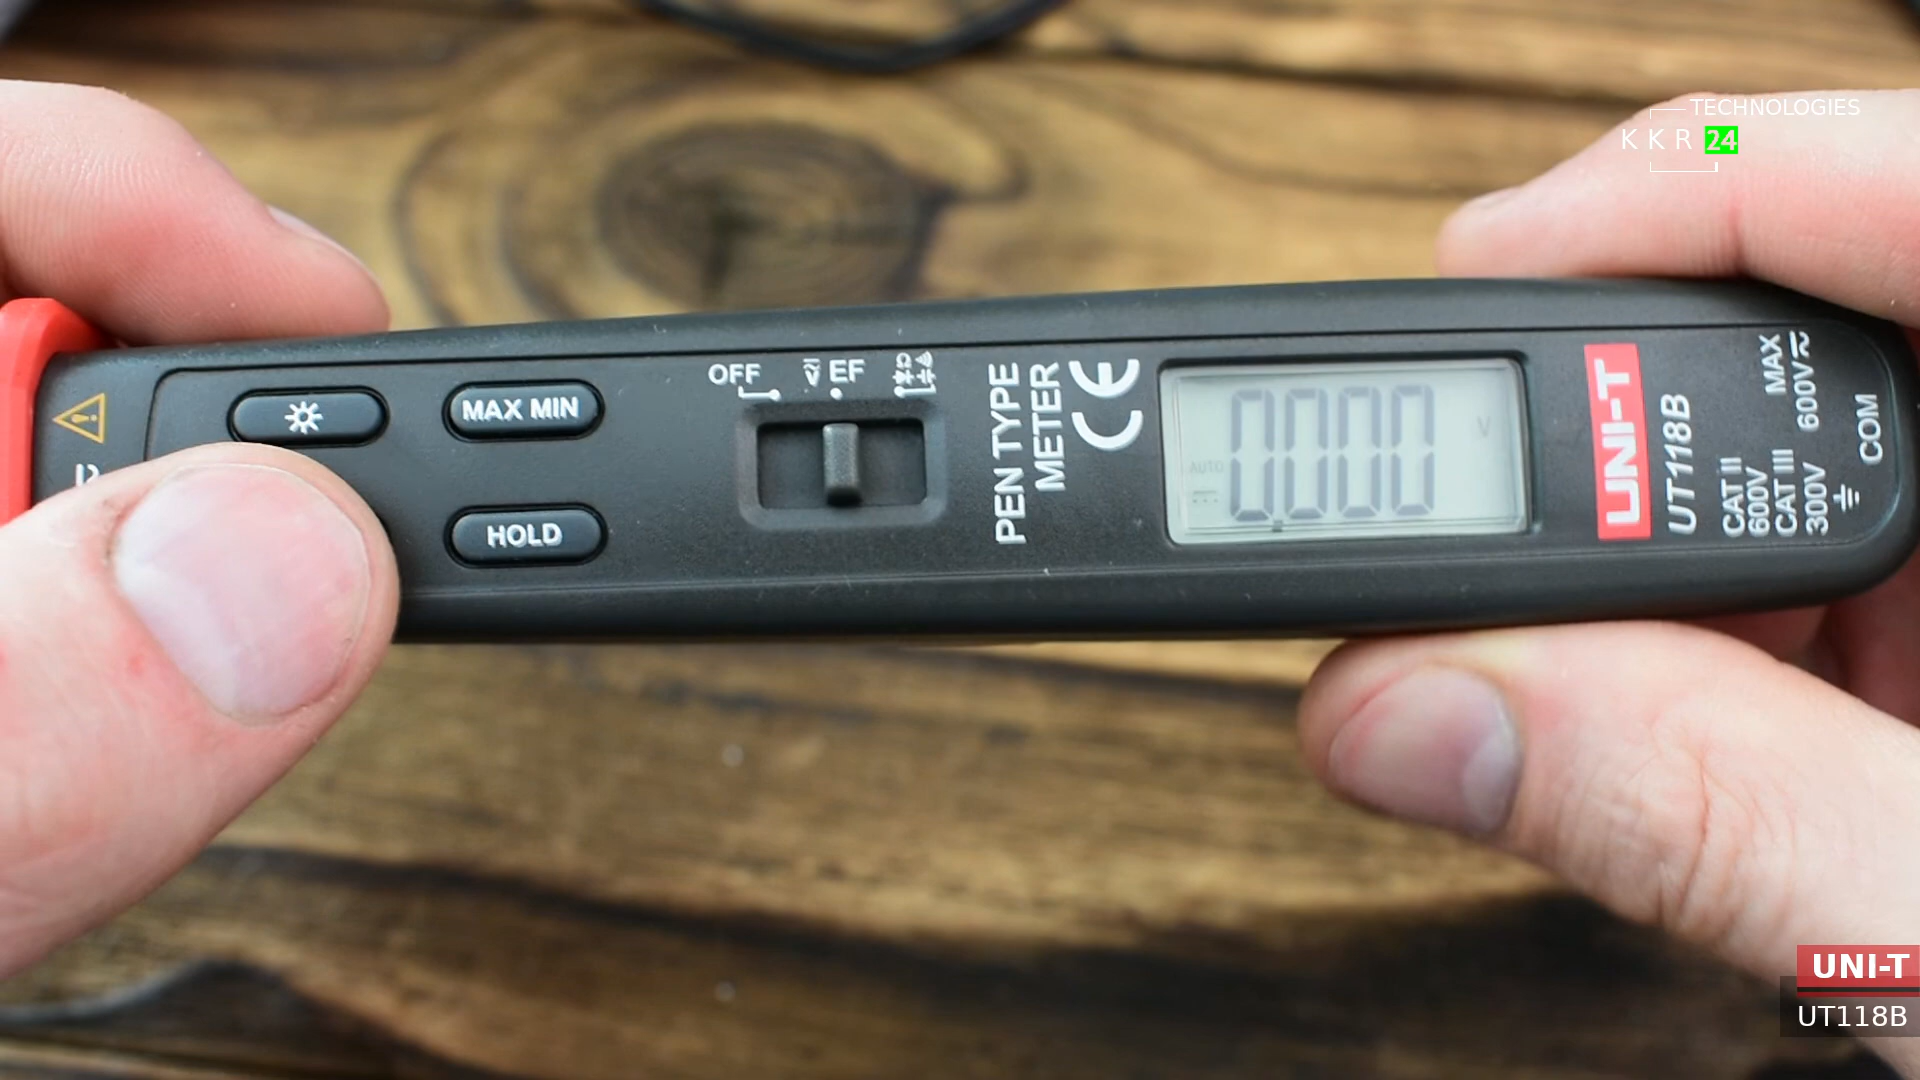 TECHNOLOGIES
K K R 24
OFF
EF
MAX MIN
HOLD
PEN TYPE
METER
CE
AUTO
0.000
V
UNI-T
UT118B
MAX
600V
CAT II
600V
CAT III
300V
COM
UNI-T
UT118B